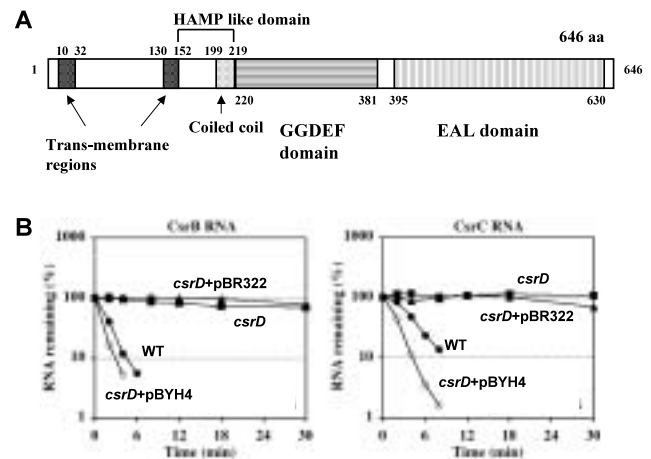 A
HAMP like domain
10 32 130 152 199 219 646 aa
1 646
220 381 395 630
Trans-membrane
regions
Coiled coil
GGDEF
domain
EAL domain
B
CsrB RNA
1000
100
10
1
RNA remaining (%)
csrD+pBR322
csrD
WT
csrD+pBYH4
0 6 12 18 24 30
Time (min)
CsrC RNA
1000
100
10
1
RNA remaining (%)
csrD
csrD+pBR322
WT
csrD+pBYH4
0 6 12 18 24 30
Time (min)